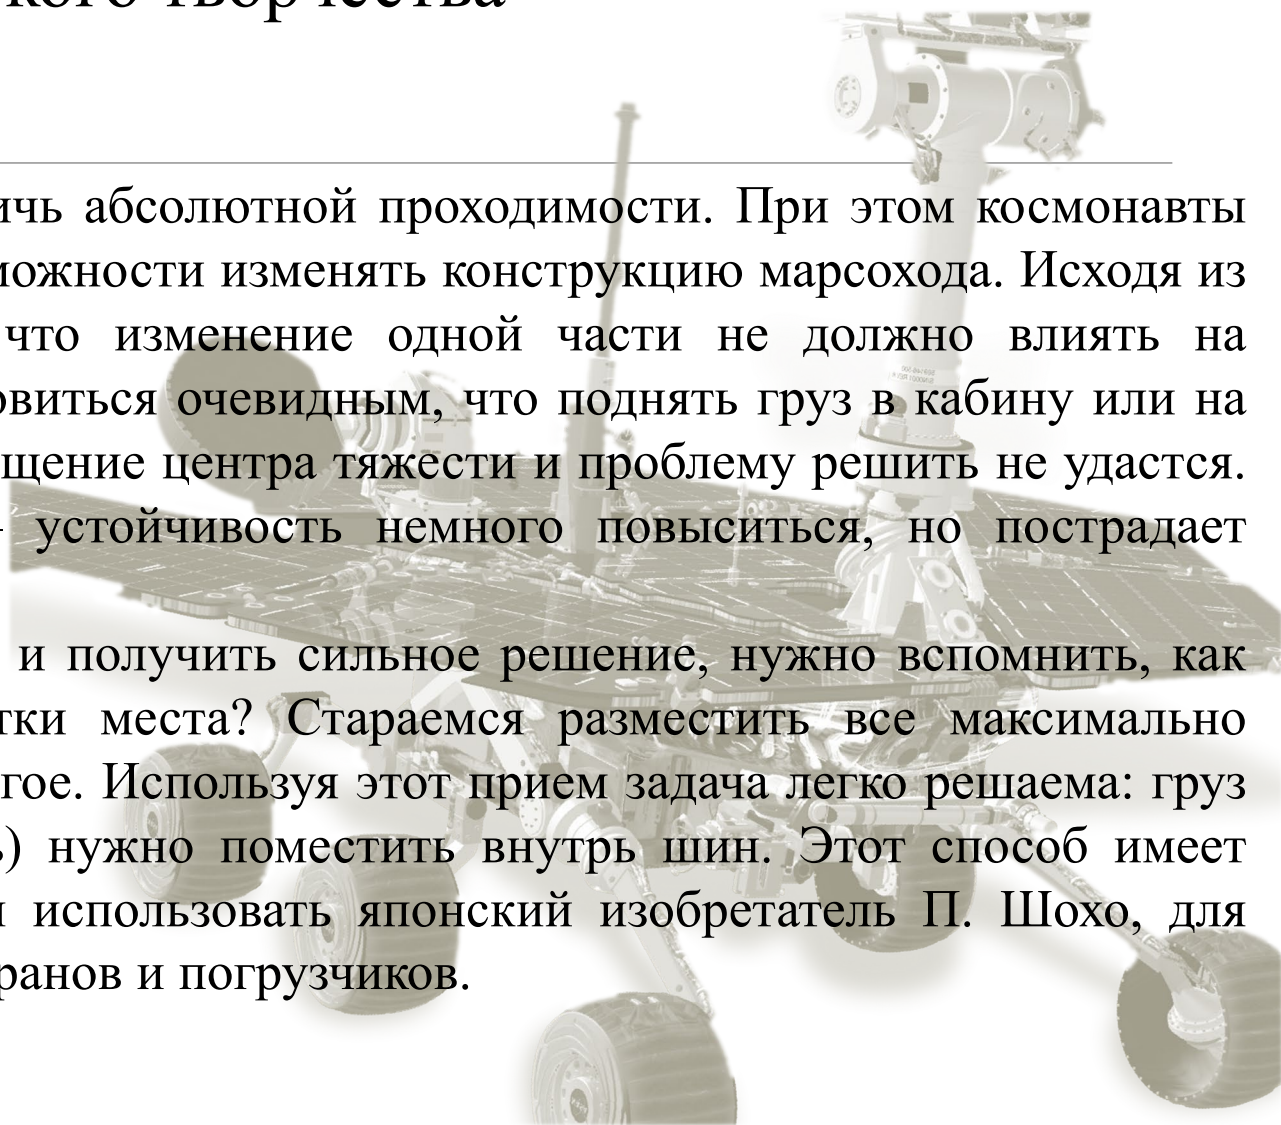 кого творчества
ичь абсолютной проходимости. При этом космонавты
можности изменять конструкцию марсохода. Исходя из
что изменение одной части не должно влиять на
овиться очевидным, что поднять груз в кабину или на
щение центра тяжести и проблему решить не удастся.
устойчивость немного повыситься, но пострадает
и получить сильное решение, нужно вспомнить, как
тки места? Стараемся разместить все максимально
гое. Используя этот прием задача легко решаема: груз
ь) нужно поместить внутрь шин. Этот способ имеет
использовать японский изобретатель П. Шохо, для
ранов и погрузчиков.